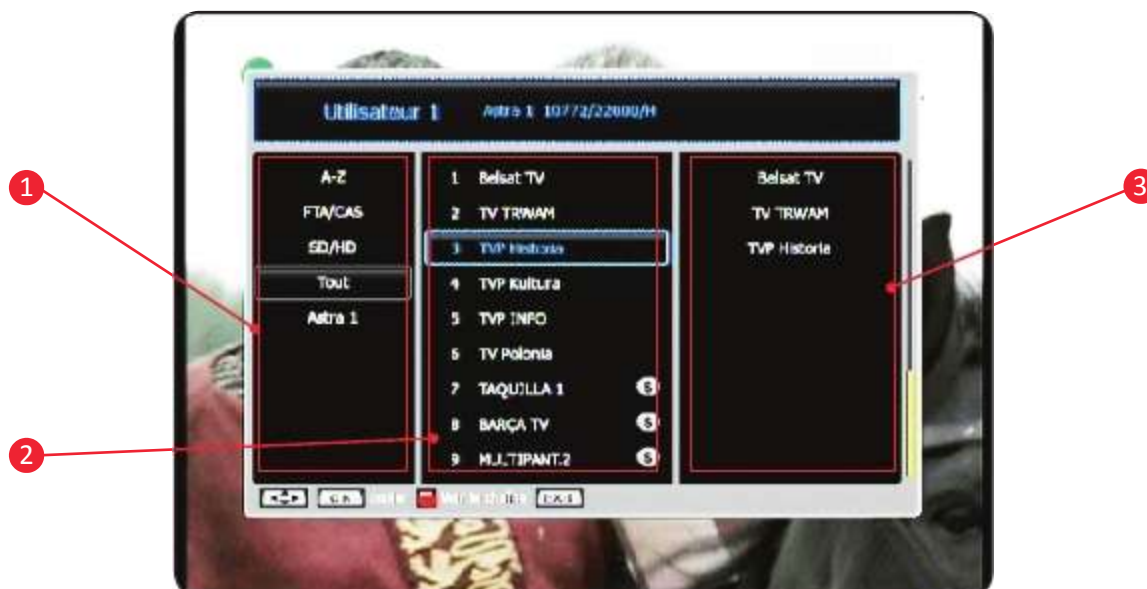 Utilisateur 1 Astra 1 10772/22000/H
A-Z
FTA/CAS
SD/HD
Tout
Astra 1
1 Belsat TV
2 TV TRWAM
3 TVP Historia
4 TVP Kultura
5 TVP INFO
6 TV Polonia
7 TAQUILLA 1 S
8 BARÇA TV S
9 MULTIPANT.2 S
Belsat TV
TV TRWAM
TVP Historia
OK
1
2
3